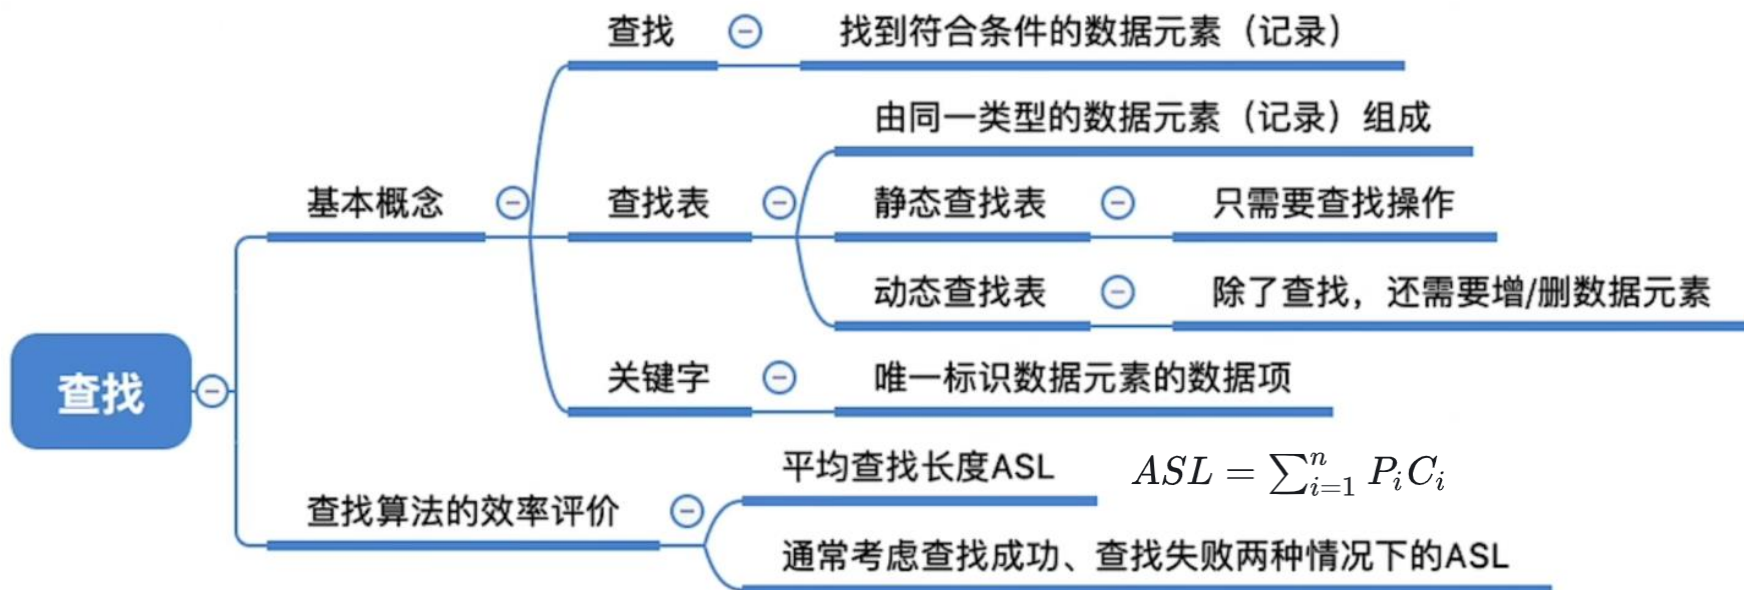 查找
基本概念
查找
找到符合条件的数据元素（记录）
查找表
由同一类型的数据元素（记录）组成
静态查找表
只需要查找操作
动态查找表
除了查找，还需要增/删数据元素
关键字
唯一标识数据元素的数据项
查找算法的效率评价
平均查找长度ASL
$ASL = \sum_{i=1}^{n} P_i C_i$
通常考虑查找成功、查找失败两种情况下的ASL